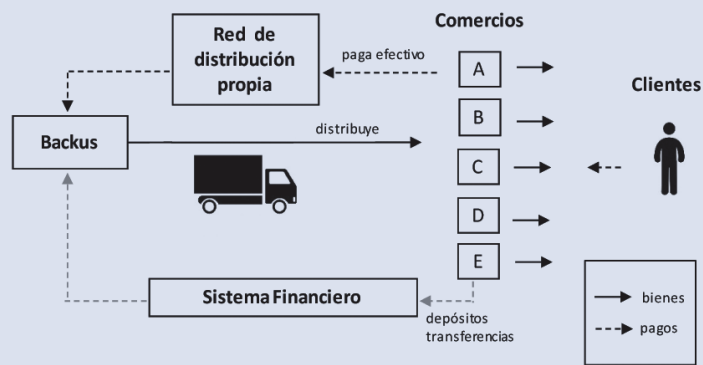 Comercios
Red de
distribución
propia
paga efectivo
A
Clientes
B
Backus
distribuye
C
D
E
Sistema Financiero
depósitos
transferencias
bienes
pagos